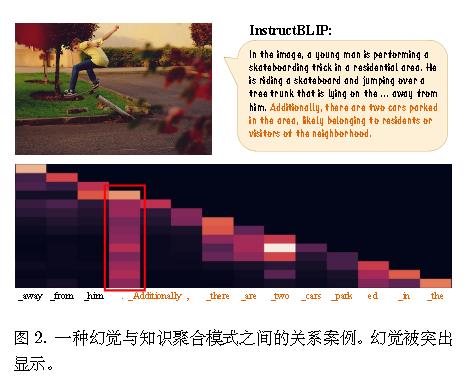 InstructBLIP:
In the image, a young man is performing a
skateboarding trick in a residential area. He
is riding a skateboard and jumping over a
tree trunk that is lying on the ... away from
him. Additionally, there are two cars parked
in the area, likely belonging to residents or
visitors of the neighborhood.
_away _from _him . _Additionally , _there _are _two _cars _park ed _in _the
图 2. 一种幻觉与知识聚合模式之间的关系案例。幻觉被突出
显示。